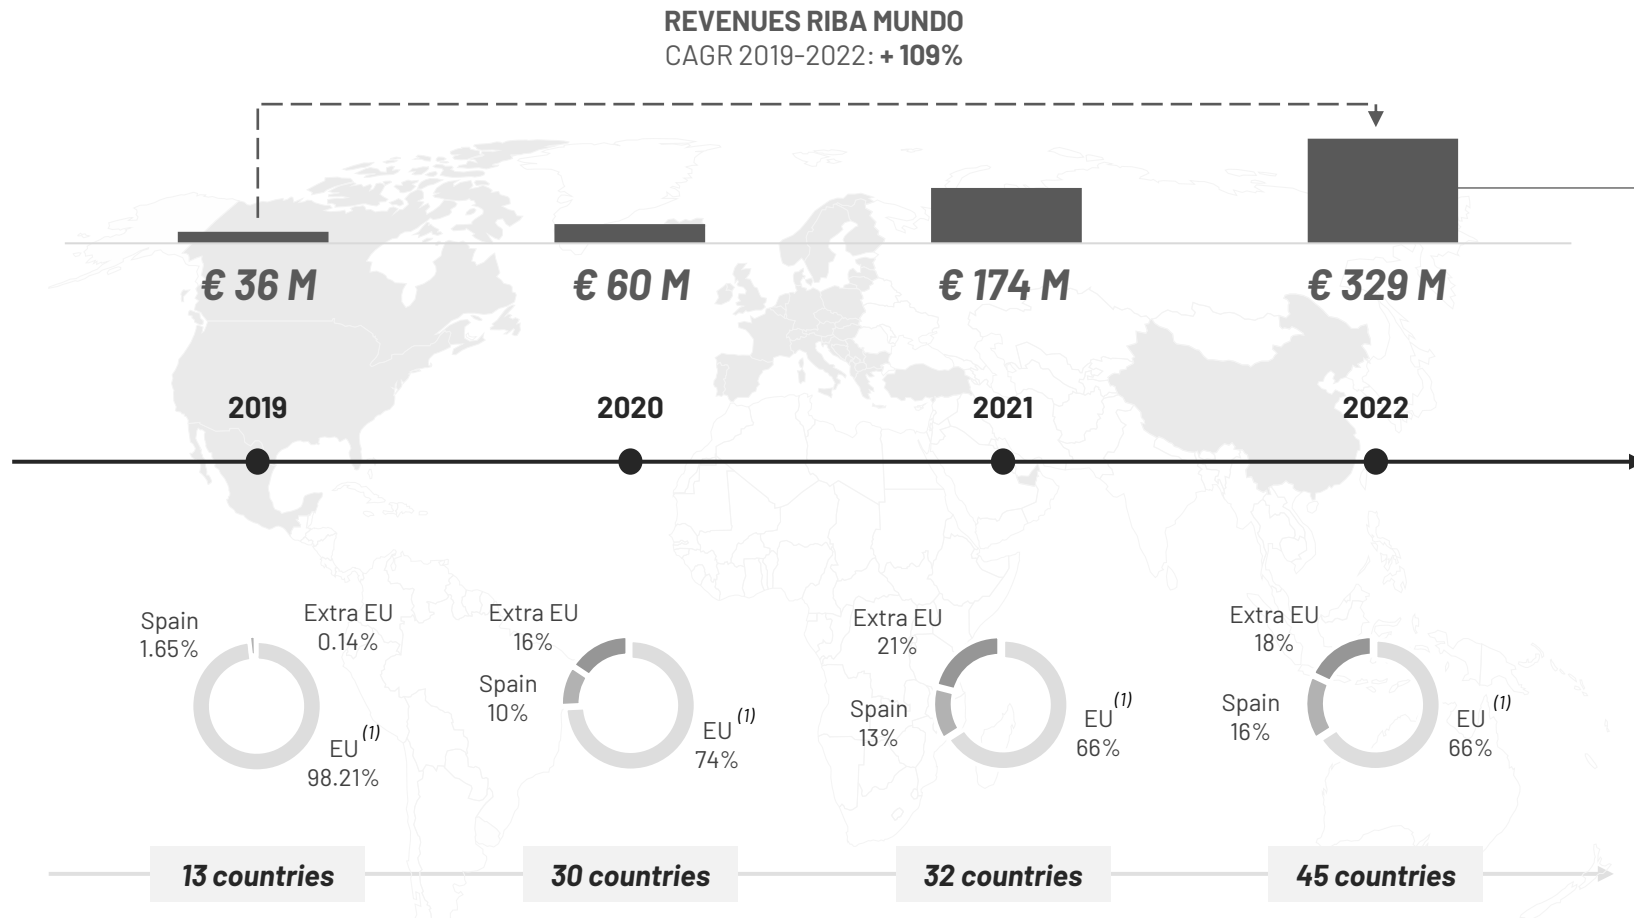 REVENUES RIBA MUNDO
CAGR 2019-2022: + 109%
€ 36 M
€ 60 M
€ 174 M
€ 329 M
2019
2020
2021
2022
Spain
1.65%
Extra EU
0.14%
EU (1)
98.21%
Extra EU
16%
Spain
10%
EU (1)
74%
Extra EU
21%
Spain
13%
EU (1)
66%
Extra EU
18%
Spain
16%
EU (1)
66%
13 countries
30 countries
32 countries
45 countries